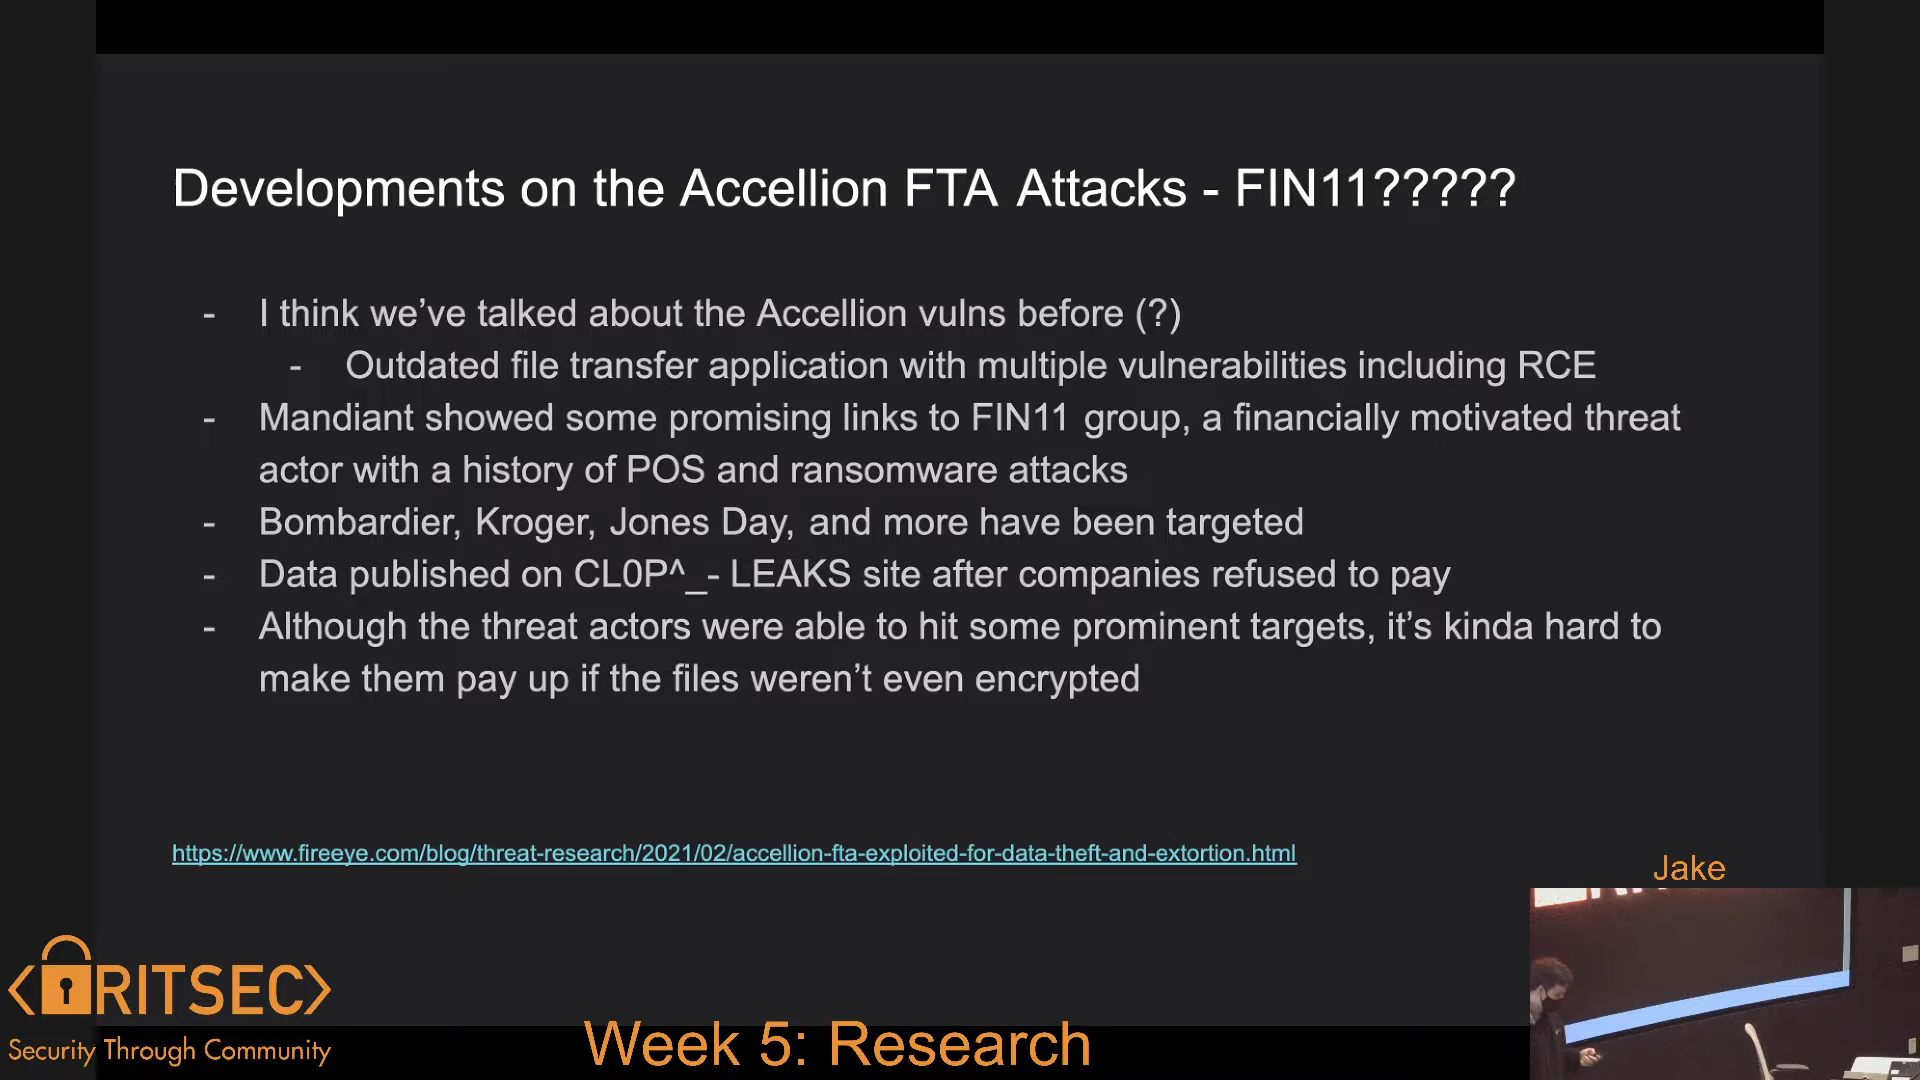 Developments on the Accellion FTA Attacks - FIN11?????
- I think we’ve talked about the Accellion vulns before (?)
- Outdated file transfer application with multiple vulnerabilities including RCE
- Mandiant showed some promising links to FIN11 group, a financially motivated threat
actor with a history of POS and ransomware attacks
- Bombardier, Kroger, Jones Day, and more have been targeted
- Data published on CL0P^_- LEAKS site after companies refused to pay
- Although the threat actors were able to hit some prominent targets, it’s kinda hard to
make them pay up if the files weren’t even encrypted
https://www.fireeye.com/blog/threat-research/2021/02/accellion-fta-exploited-for-data-theft-and-extortion.html
Jake
<RITSEC>
Security Through Community
Week 5: Research